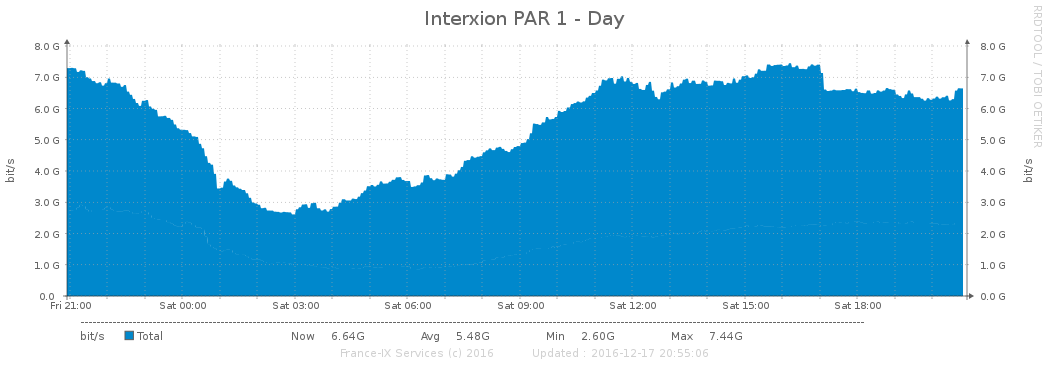 Interxion PAR 1 - Day
RRDTOOL / TOBI OETIKER
8.0 G 8.0 G
7.0 G 7.0 G
6.0 G 6.0 G
5.0 G 5.0 G
4.0 G 4.0 G
3.0 G 3.0 G
2.0 G 2.0 G
1.0 G 1.0 G
0.0 0.0 G
bit/s bit/s
Fri 21:00 Sat 00:00 Sat 03:00 Sat 06:00 Sat 09:00 Sat 12:00 Sat 15:00 Sat 18:00
bit/s Total Now 6.64G Avg 5.48G Min 2.60G Max 7.44G
France-IX Services (c) 2016 Updated : 2016-12-17 20:55:06